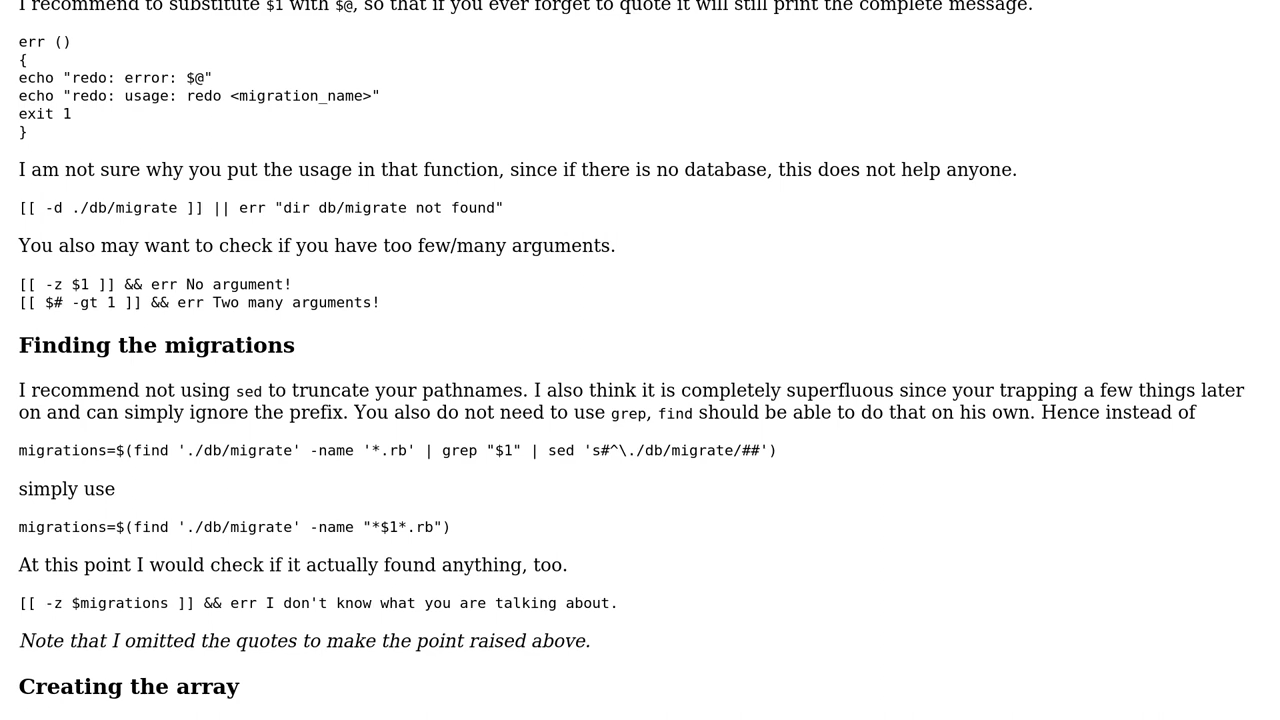 I recommend to substitute $1 with $@, so that if you ever forget to quote it will still print the complete message.
err ()
{
echo "redo: error: $@"
echo "redo: usage: redo <migration_name>"
exit 1
}
I am not sure why you put the usage in that function, since if there is no database, this does not help anyone.
[[ -d ./db/migrate ]] || err "dir db/migrate not found"
You also may want to check if you have too few/many arguments.
[[ -z $1 ]] && err No argument!
[[ $# -gt 1 ]] && err Two many arguments!
Finding the migrations
I recommend not using sed to truncate your pathnames. I also think it is completely superfluous since your trapping a few things later
on and can simply ignore the prefix. You also do not need to use grep, find should be able to do that on his own. Hence instead of
migrations=$(find './db/migrate' -name '*.rb' | grep "$1" | sed 's#^\./db/migrate/##')
simply use
migrations=$(find './db/migrate' -name "*$1*.rb")
At this point I would check if it actually found anything, too.
[[ -z $migrations ]] && err I don't know what you are talking about.
Note that I omitted the quotes to make the point raised above.
Creating the array